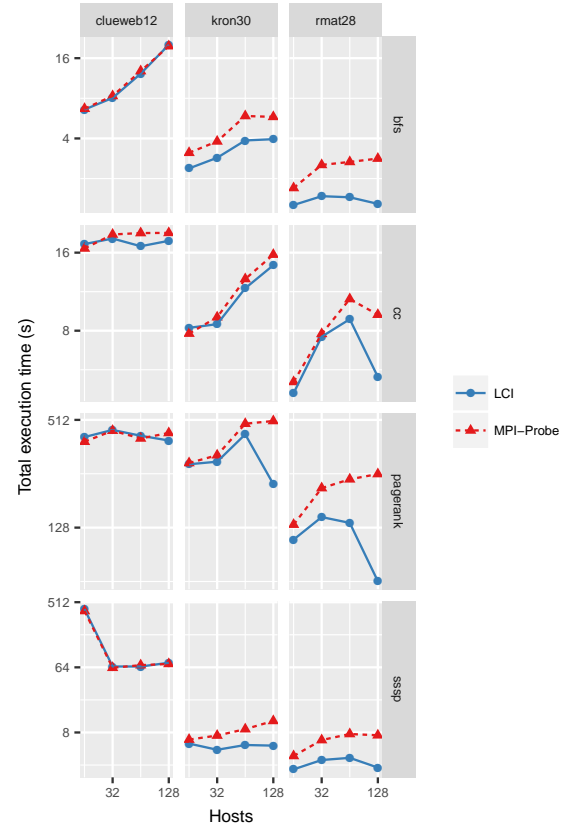 clueweb12 kron30 rmat28
16
4
bfs
16
8
cc
512
128
pagerank
512
64
8
sssp
32 128 32 128 32 128
Hosts
Total execution time (s)
LCI
MPI−Probe